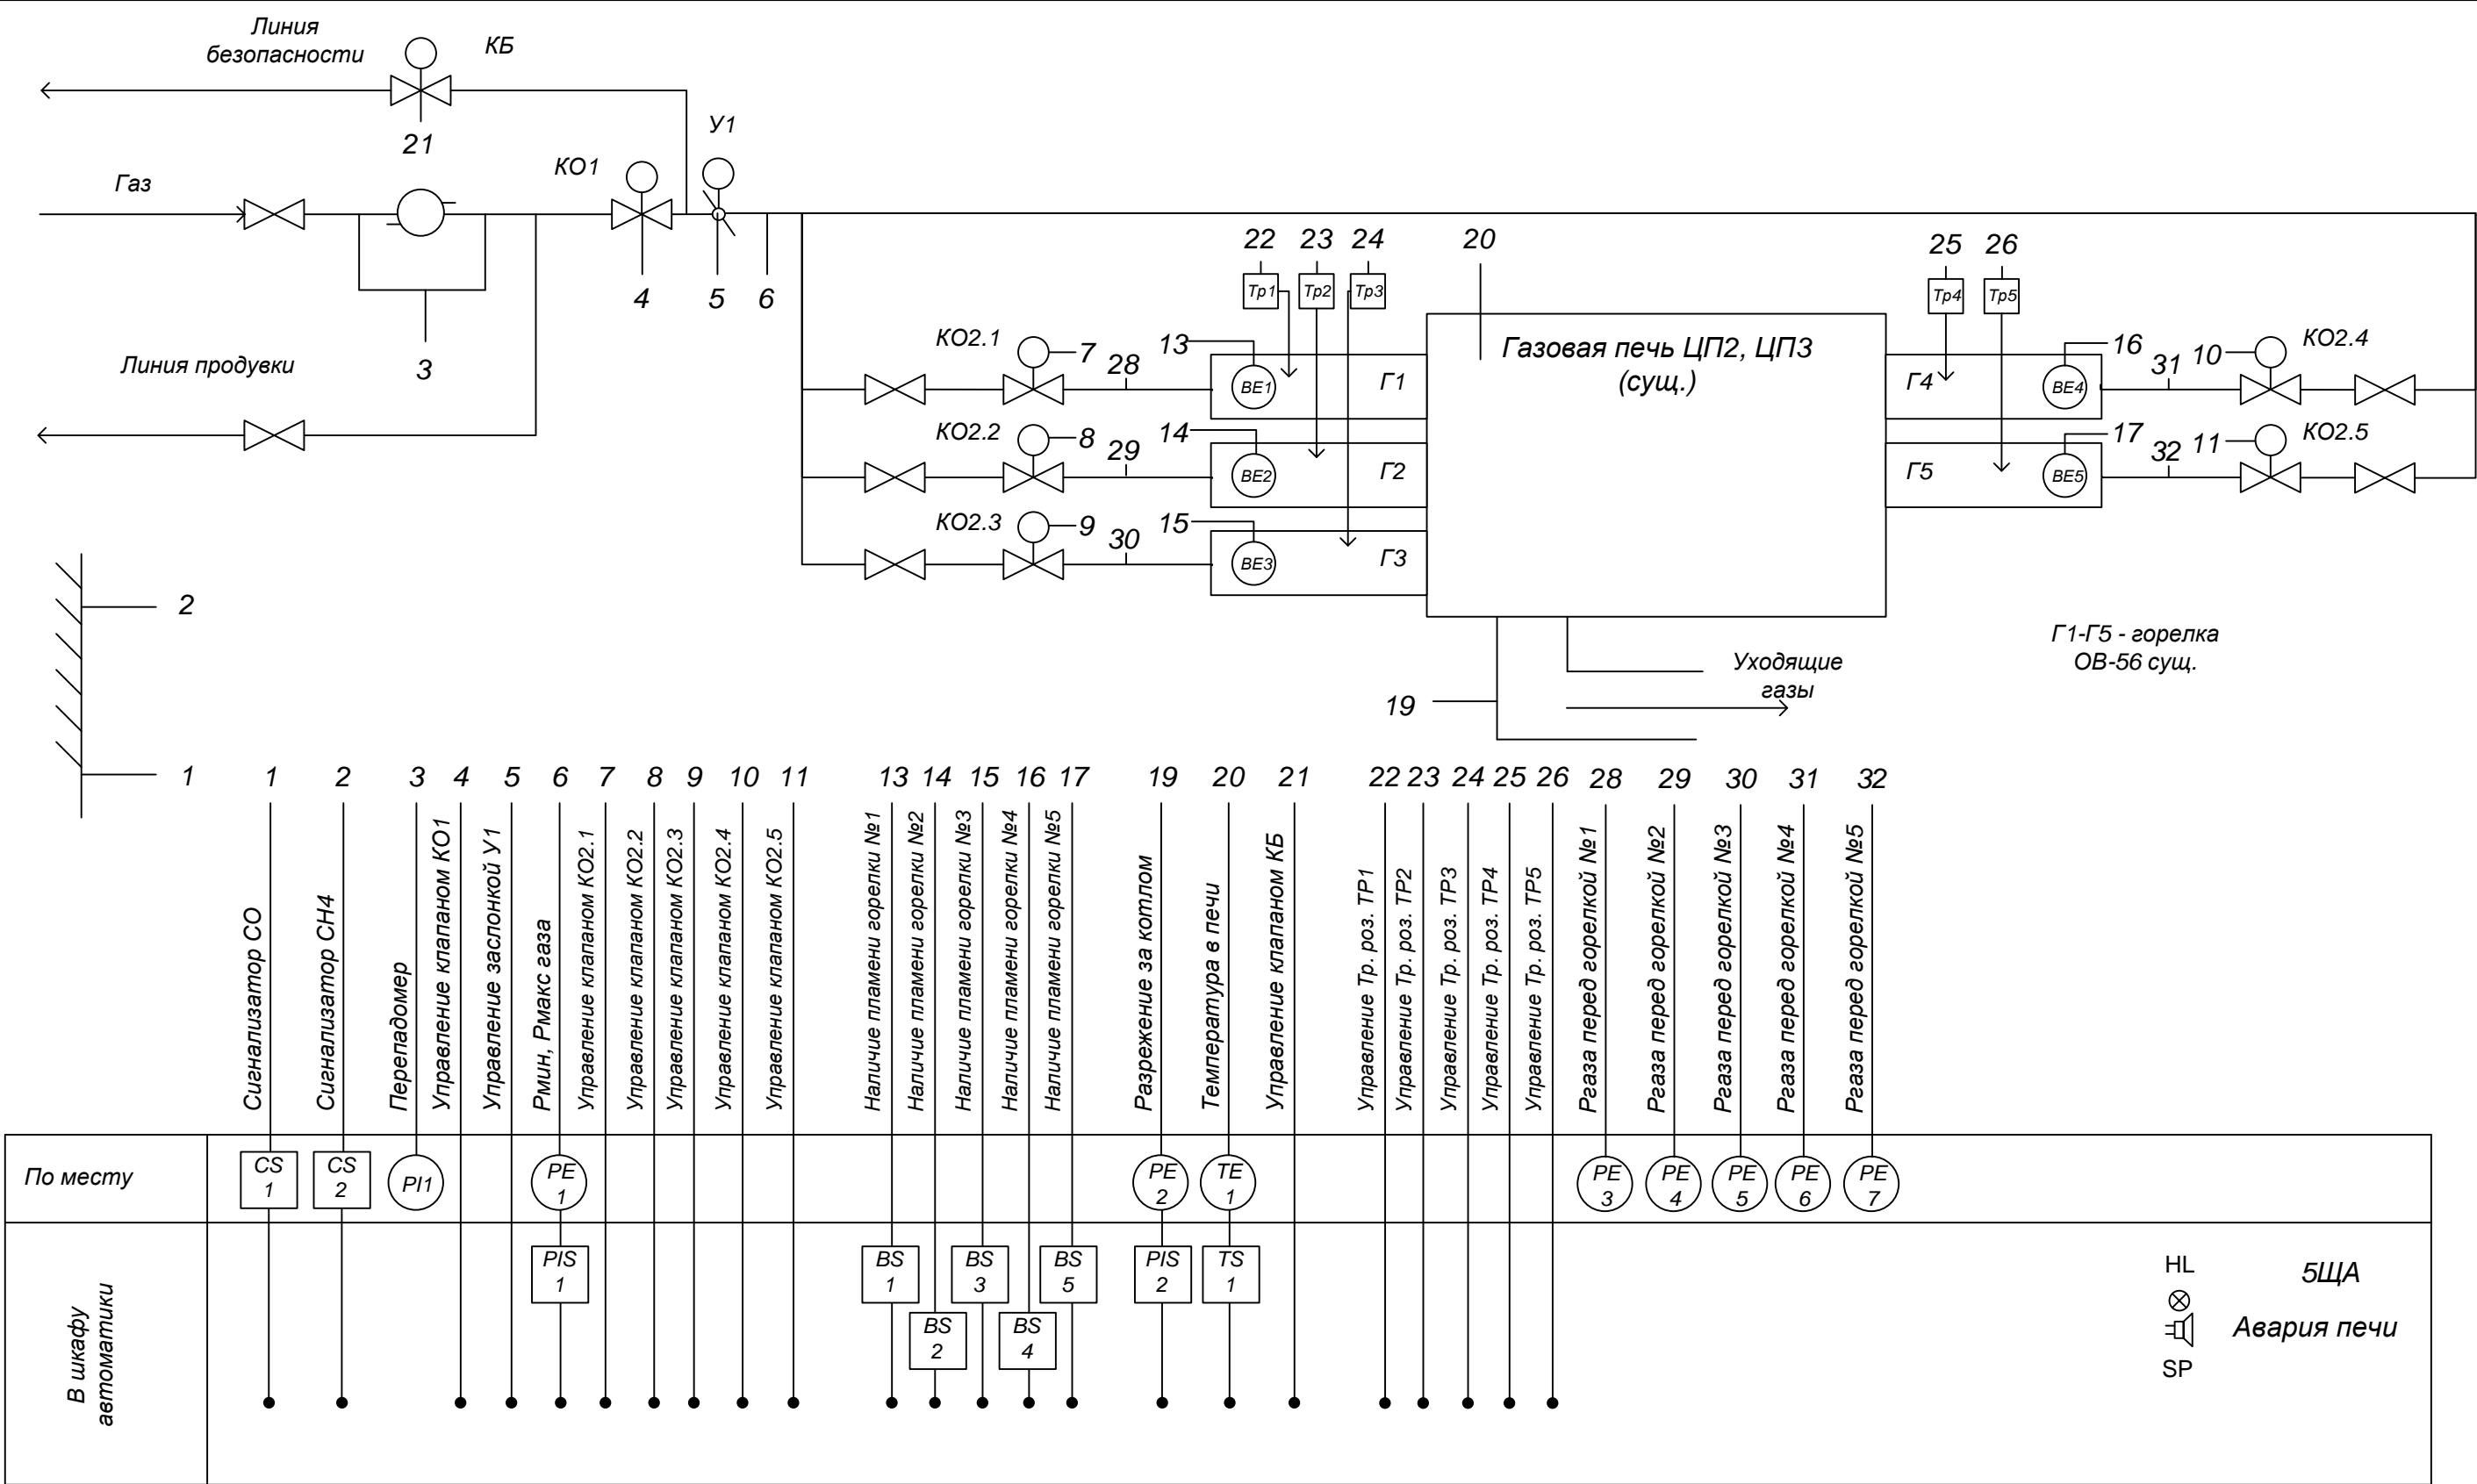 Линия
безопасности
КБ
21
У1
КО1
Газ
4
5
6
3
Линия продувки
22
23
24
20
25
26
Тр1
Тр2
Тр3
Тр4
Тр5
Газовая печь ЦП2, ЦП3
(сущ.)
КО2.1
7
28
13
ВЕ1
Г1
Г4
ВЕ4
16
31
10
КО2.4
КО2.2
8
29
14
ВЕ2
Г2
Г5
ВЕ5
17
32
11
КО2.5
КО2.3
9
30
15
ВЕ3
Г3
2
1
Г1-Г5 - горелка
ОВ-56 сущ.
Уходящие
газы
19
1
2
3
4
5
6
7
8
9
10
11
13
14
15
16
17
19
20
21
22
23
24
25
26
28
29
30
31
32
Сигнализатор СО
Сигнализатор СН4
Перепадомер
Управление клапаном КО1
Управление заслонкой У1
Рмин, Рмакс газа
Управление клапаном КО2.1
Управление клапаном КО2.2
Управление клапаном КО2.3
Управление клапаном КО2.4
Управление клапаном КО2.5
Наличие пламени горелки №1
Наличие пламени горелки №2
Наличие пламени горелки №3
Наличие пламени горелки №4
Наличие пламени горелки №5
Разрежение за котлом
Температура в печи
Управление клапаном КБ
Управление Тр. роз. ТР1
Управление Тр. роз. ТР2
Управление Тр. роз. ТР3
Управление Тр. роз. ТР4
Управление Тр. роз. ТР5
Ргаза перед горелкой №1
Ргаза перед горелкой №2
Ргаза перед горелкой №3
Ргаза перед горелкой №4
Ргаза перед горелкой №5
По месту
CS
1
CS
2
PI1
PE
1
PE
2
TE
1
PE
3
PE
4
PE
5
PE
6
PE
7
В шкафу
автоматики
PIS
1
BS
1
BS
2
BS
3
BS
4
BS
5
PIS
2
TS
1
HL
5ЩА
Авария печи
SP